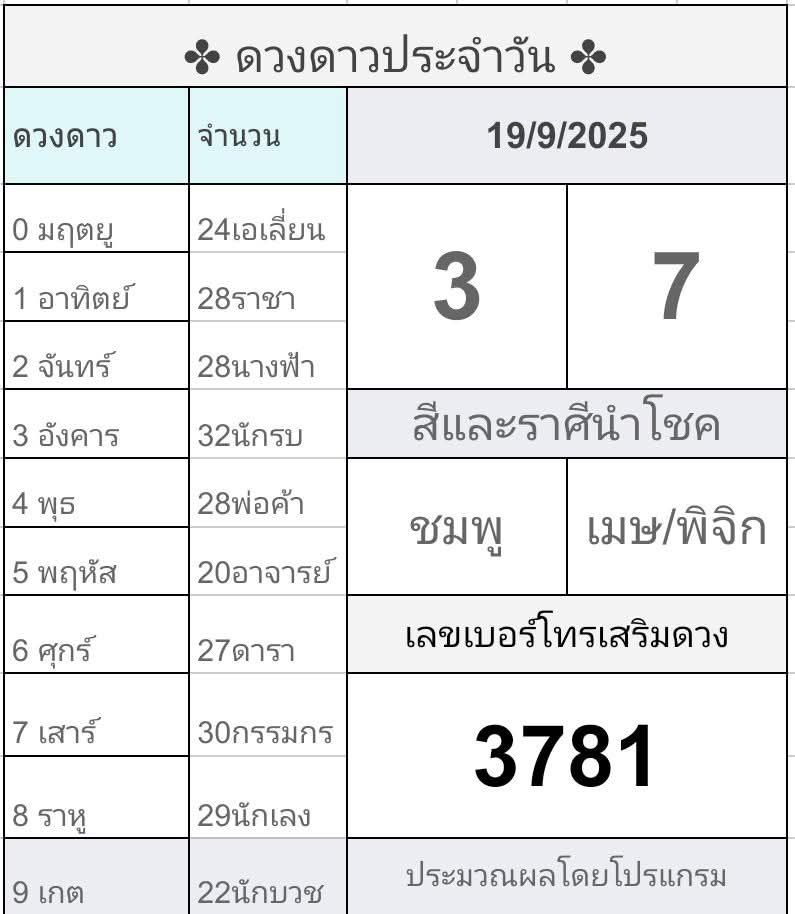 ✤ ดวงดาวประจำวัน ✤
ดวงดาว จำนวน 19/9/2025
0 มฤตยู 24เอเลี่ยน
1 อาทิตย์ 28ราชา
2 จันทร์ 28นางฟ้า
3 7
3 อังคาร 32นักรบ
สีและราศีนำโชค
4 พุธ 28พ่อค้า
5 พฤหัส 20อาจารย์
ชมพู เมษ/พิจิก
6 ศุกร์ 27ดารา
เลขเบอร์โทรเสริมดวง
7 เสาร์ 30กรรมกร
8 ราหู 29นักเลง
3781
9 เกต 22นักบวช
ประมวณผลโดยโปรแกรม